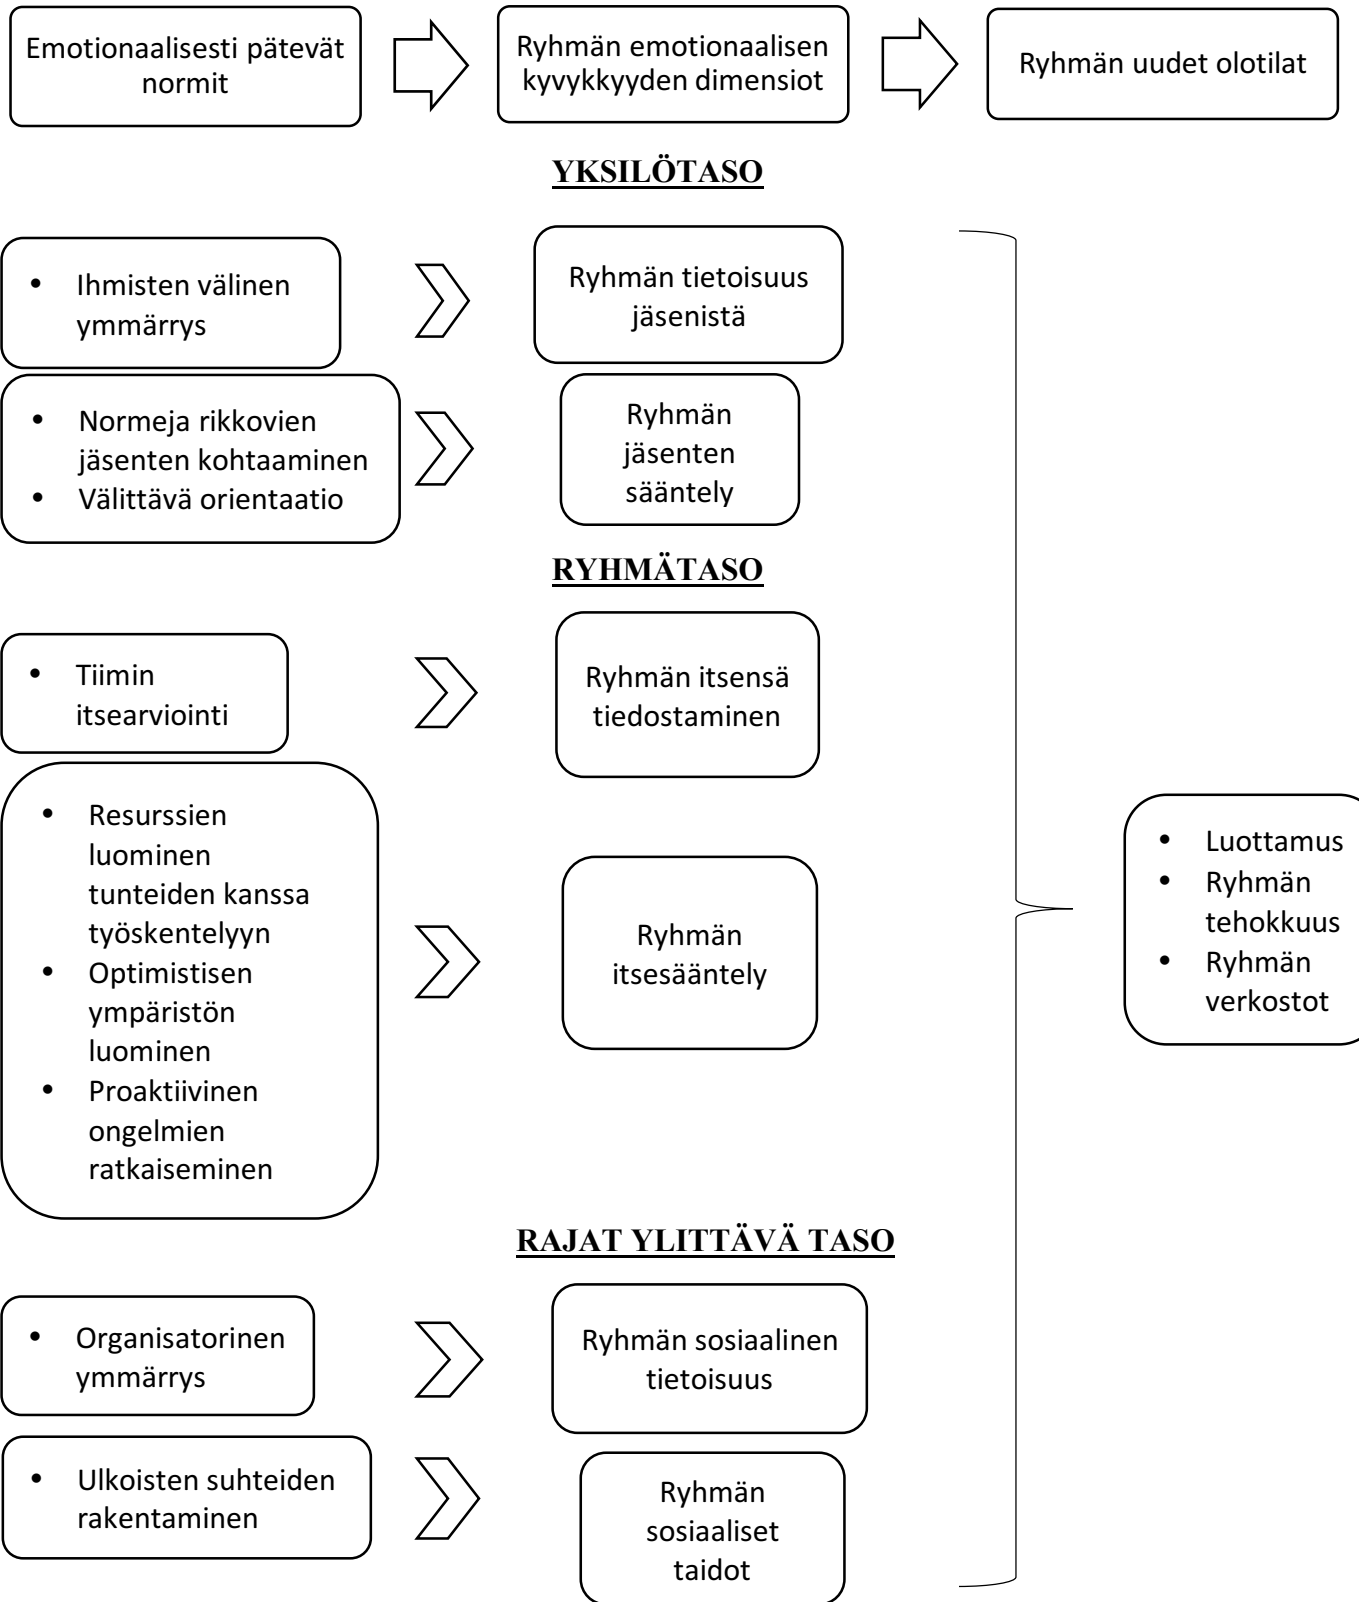 Emotionaalisesti pätevät
normit
Ryhmän emotionaalisen
kyvykkyyden dimensiot
Ryhmän uudet olotilat
YKSILÖTASO
• Ihmisten välinen
ymmärrys
Ryhmän tietoisuus
jäsenistä
• Normeja rikkovien
jäsenten kohtaaminen
• Välittävä orientaatio
Ryhmän
jäsenten
sääntely
RYHMÄTASO
• Tiimin
itsearviointi
Ryhmän itsensä
tiedostaminen
• Resurssien
luominen
tunteiden kanssa
työskentelyyn
• Optimistisen
ympäristön
luominen
• Proaktiivinen
ongelmien
ratkaiseminen
Ryhmän
itsesääntely
• Luottamus
• Ryhmän
tehokkuus
• Ryhmän
verkostot
RAJAT YLITTÄVÄ TASO
• Organisatorinen
ymmärrys
Ryhmän sosiaalinen
tietoisuus
• Ulkoisten suhteiden
rakentaminen
Ryhmän
sosiaaliset
taidot